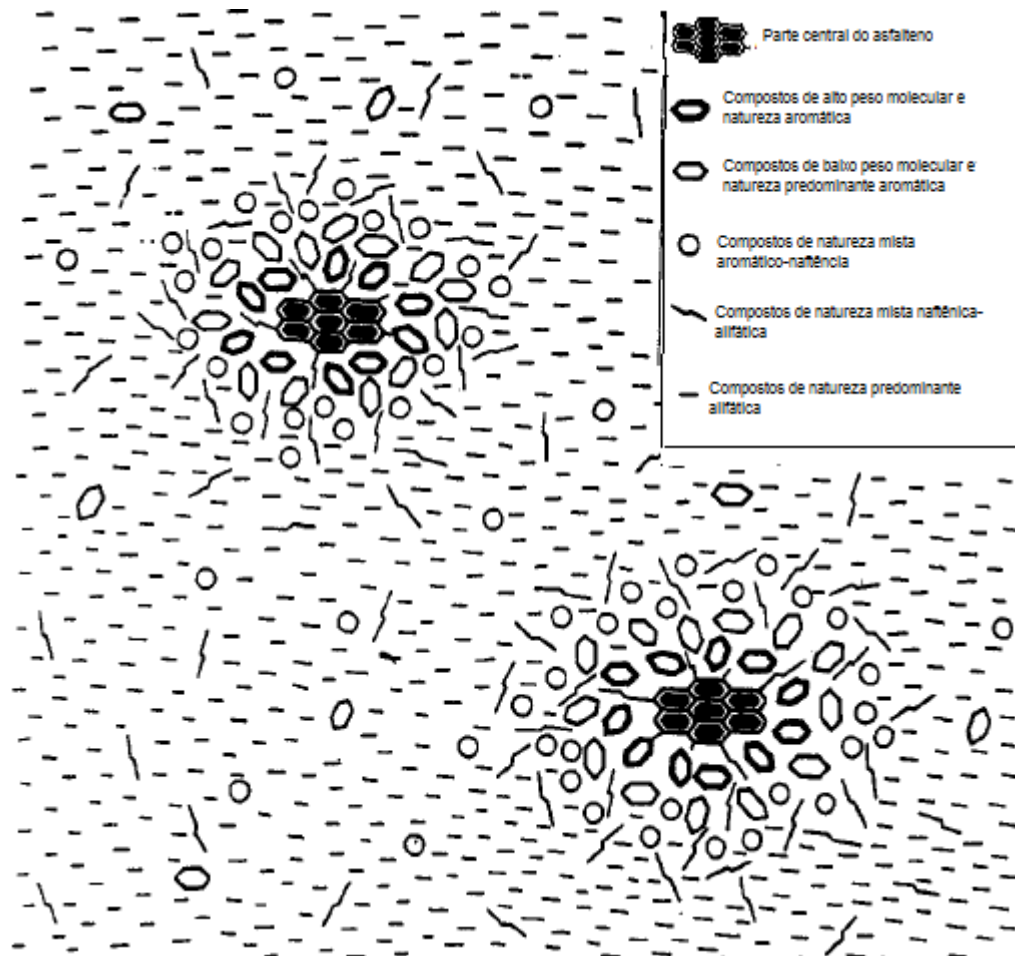 Parte central do asfalteno
Compostos de alto peso molecular e
natureza aromática
Compostos de baixo peso molecular e
natureza predominante aromática
Compostos de natureza mista
aromático-naftência
Compostos de natureza mista naftênica-
alifática
Compostos de natureza predominante
alifática